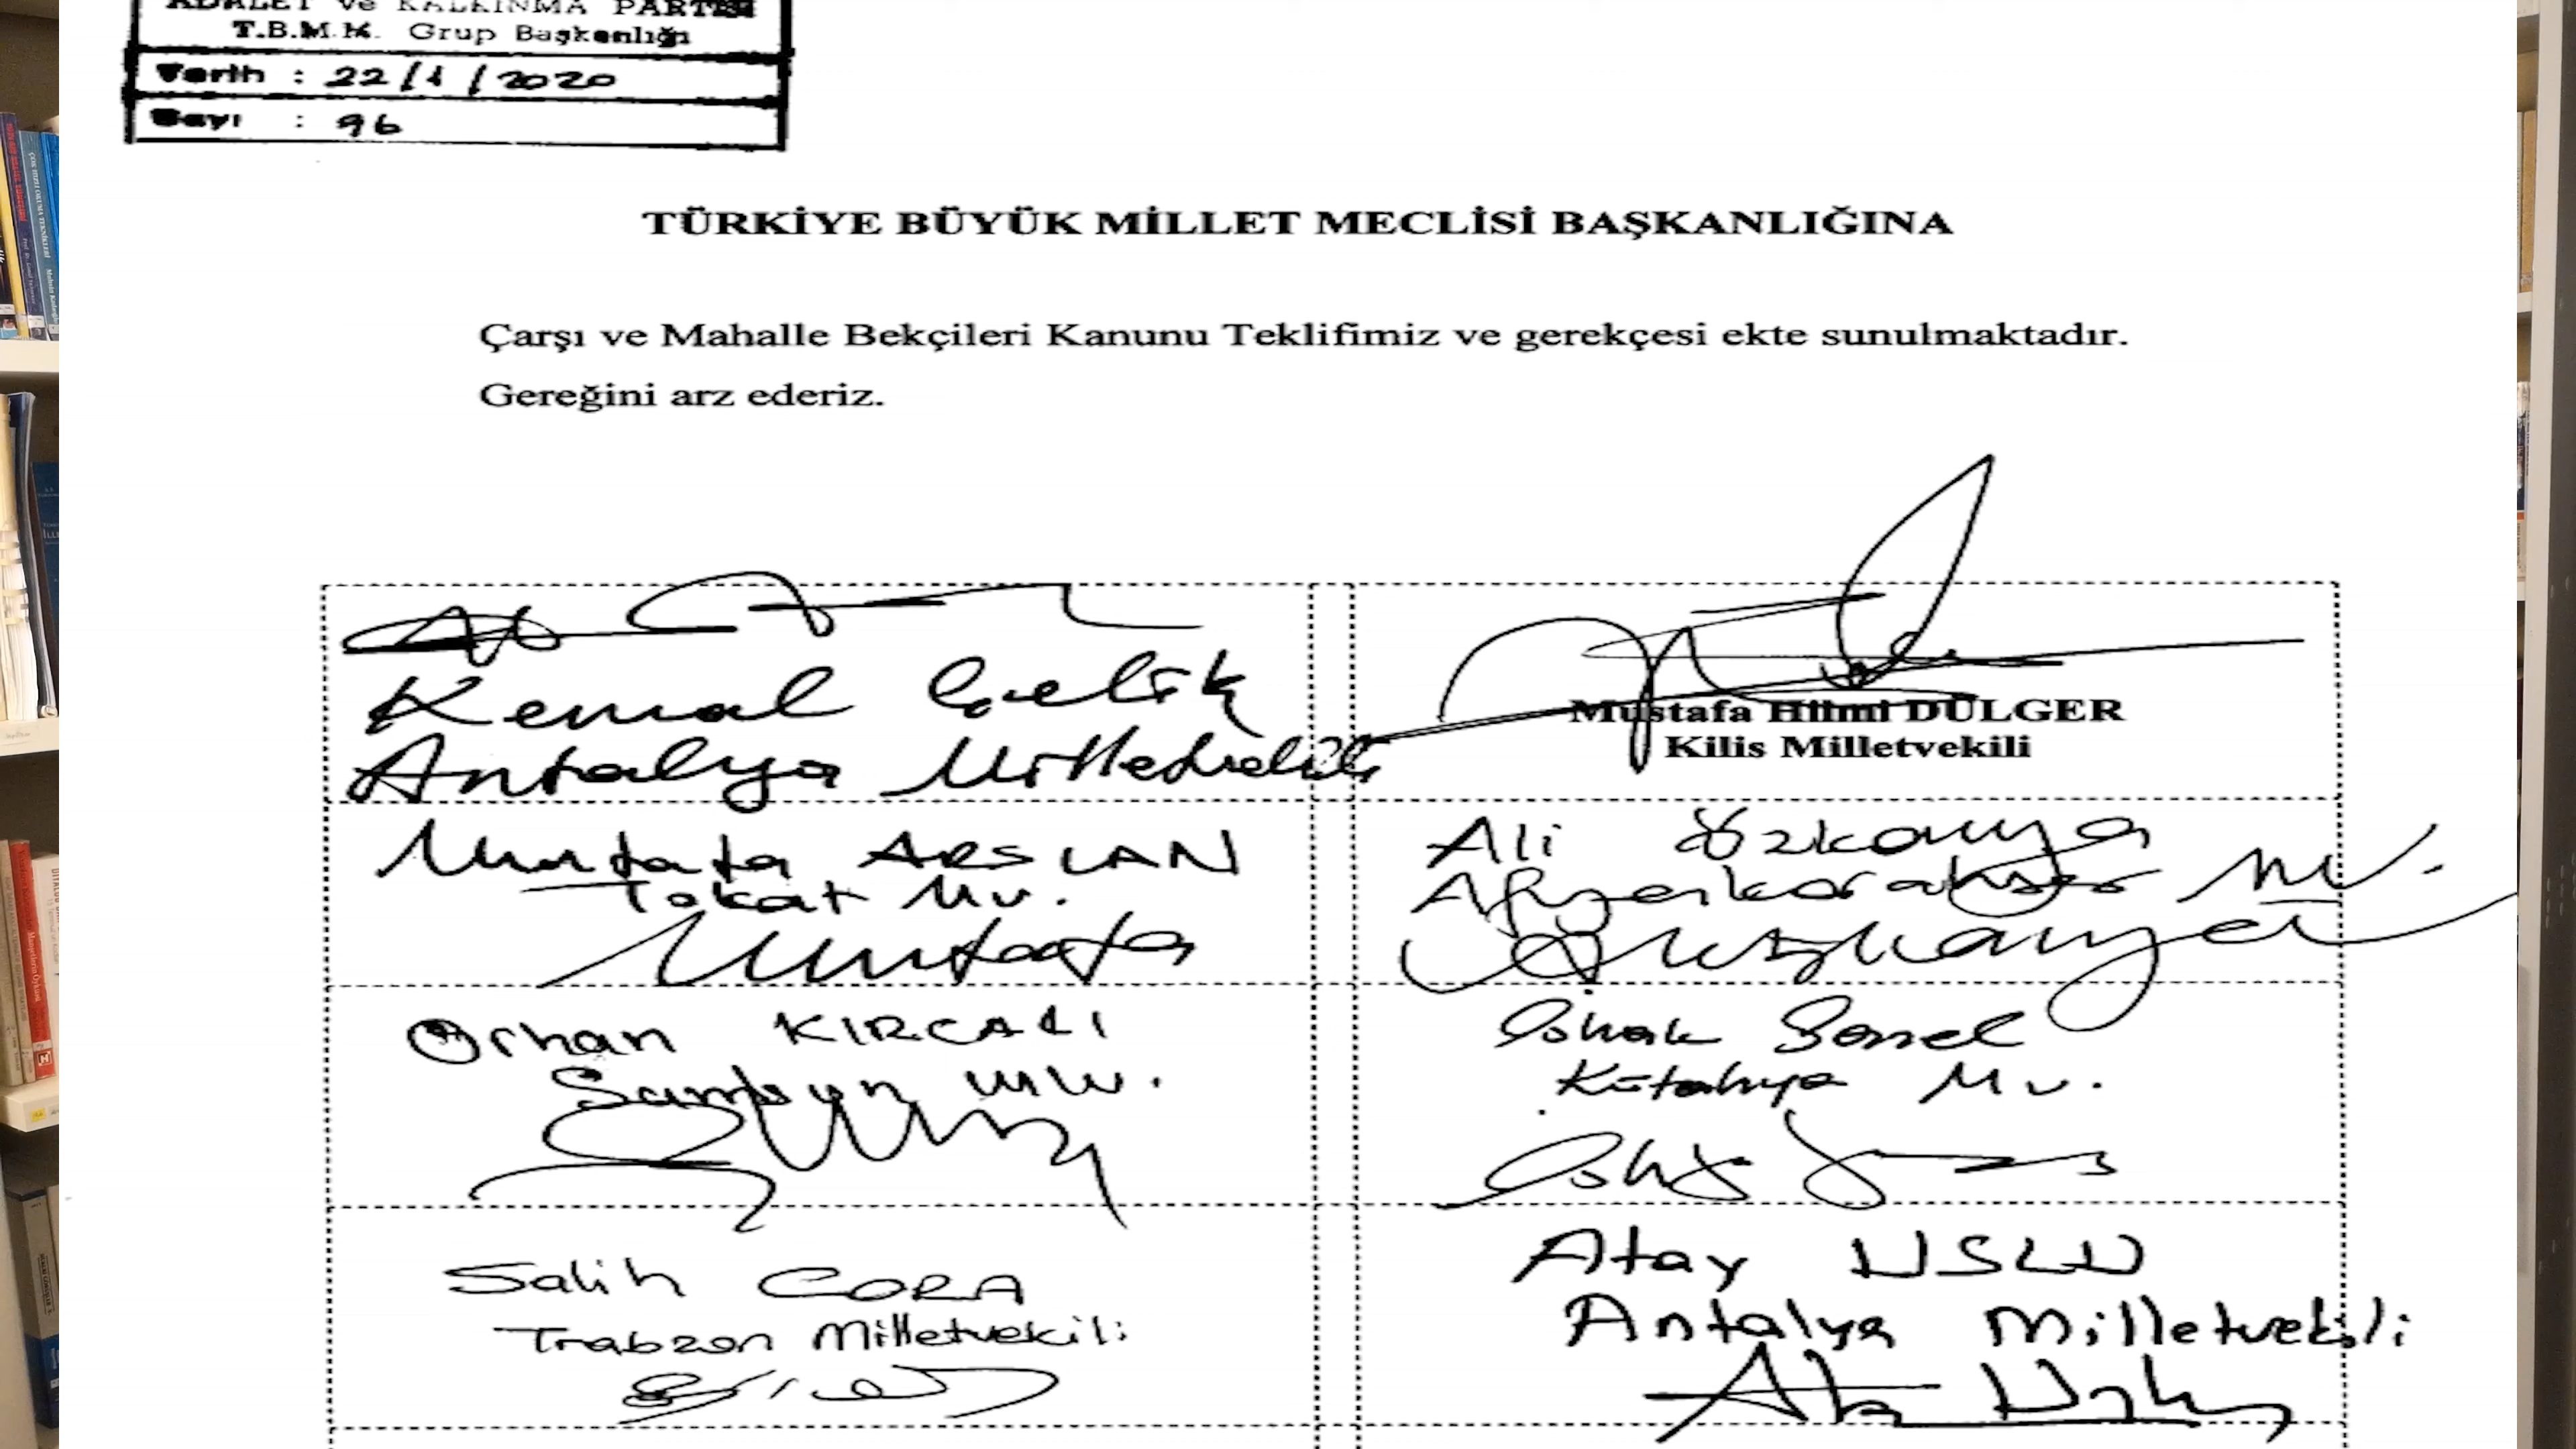 ADALET ve KALKINMA PARTİSİ
T.B.M.M. Grup Başkanlığı
Tarih : 22/1/2020
Sayı : 96
TÜRKİYE BÜYÜK MİLLET MECLİSİ BAŞKANLIĞINA
Çarşı ve Mahalle Bekçileri Kanunu Teklifimiz ve gerekçesi ekte sunulmaktadır.
Gereğini arz ederiz.
Kemal Çelik
Antalya Milletvekili
Mustafa Hilmi DÜLGER
Kilis Milletvekili
Mustafa ARSLAN
Tokat Mv.
Mustafa
Ali Özkaya
Afyonkarahisar Mv.
Orhan KIRCALI
Samsun Mv.
İshak Gazel
Kütahya Mv.
Salih CORA
Trabzon Milletvekili
Atay USLU
Antalya Milletvekili